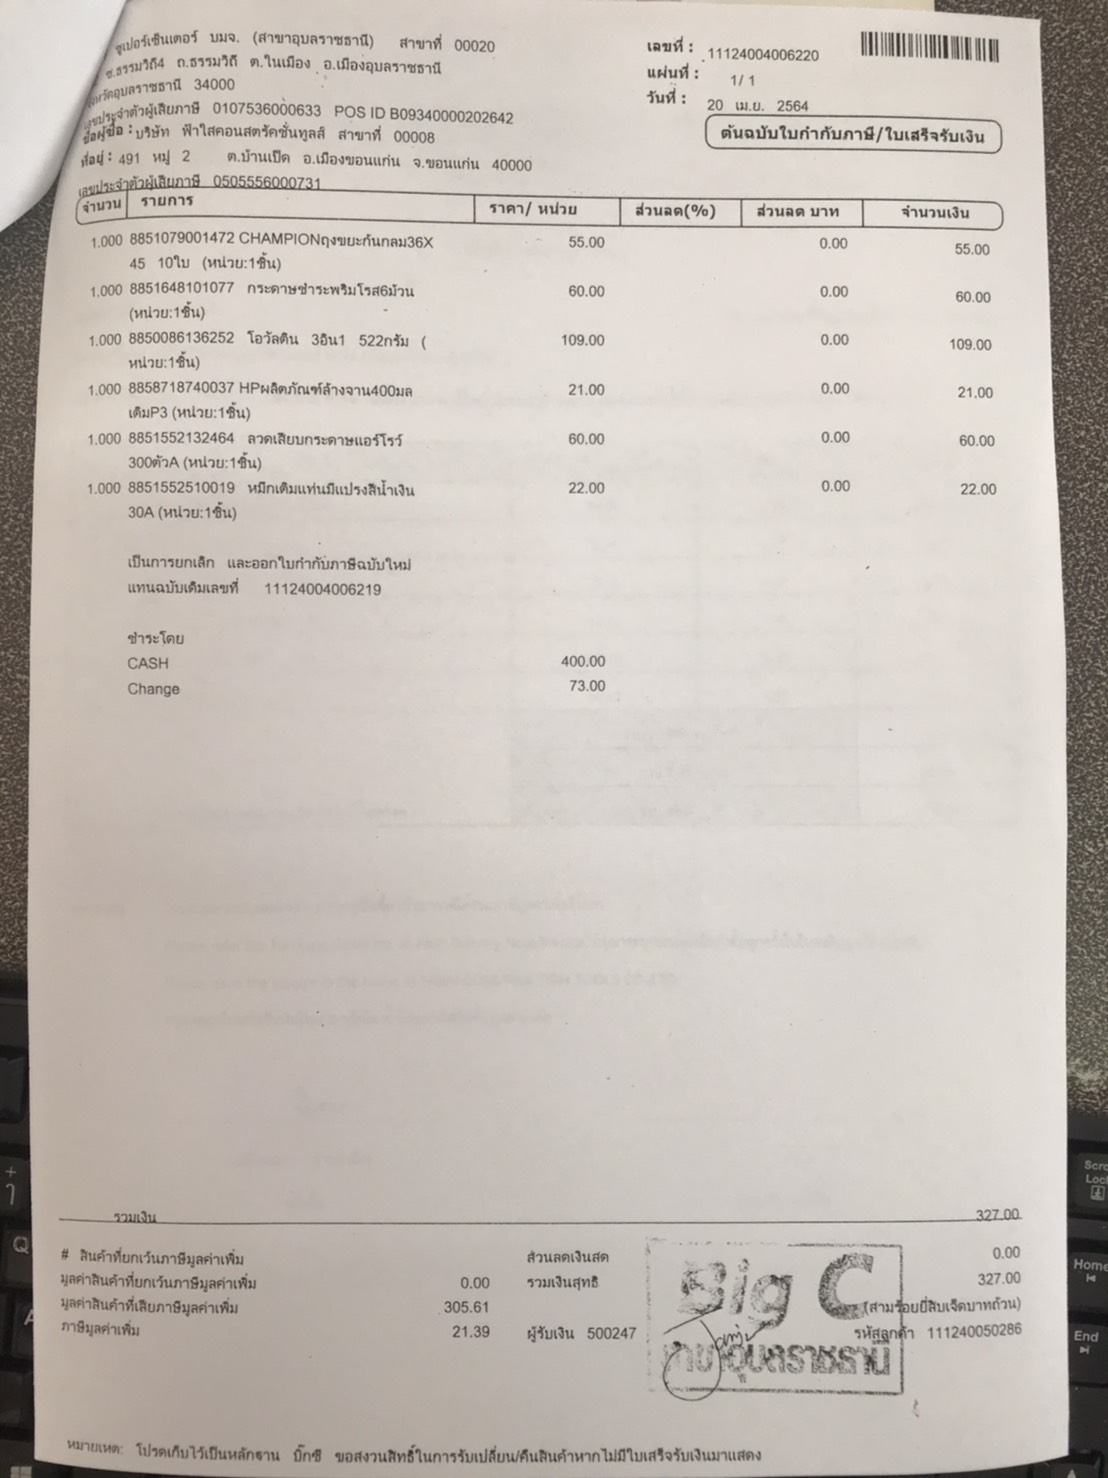 ซูเปอร์เซ็นเตอร์ บมจ. (สาขาอุบลราชธานี) สาขาที่ 00020
ซ.ธรรมวิถี4 ถ.ธรรมวิถี ต.ในเมือง อ.เมืองอุบลราชธานี
จังหวัดอุบลราชธานี 34000
เลขประจำตัวผู้เสียภาษี 0107536000633 POS ID B09340000202642
ชื่อผู้ซื้อ : บริษัท ฟ้าใสคอนสตรัคชั่นทูลส์ สาขาที่ 00008
ที่อยู่ : 491 หมู่ 2 ต.บ้านเป็ด อ.เมืองขอนแก่น จ.ขอนแก่น 40000
เลขประจำตัวผู้เสียภาษี 0505556000731
เลขที่ : 11124004006220
แผ่นที่ : 1/ 1
วันที่ : 20 เม.ย. 2564
ต้นฉบับใบกำกับภาษี/ใบเสร็จรับเงิน
จำนวน รายการ ราคา/ หน่วย ส่วนลด(%) ส่วนลด บาท จำนวนเงิน
1.000 8851079001472 CHAMPIONถุงขยะก้นกลม36X 55.00 0.00 55.00
45 10ใบ (หน่วย:1ชิ้น)
1.000 8851648101077 กระดาษชำระพริมโรส6ม้วน 60.00 0.00 60.00
(หน่วย:1ชิ้น)
1.000 8850086136252 โอวัลติน 3อิน1 522กรัม ( 109.00 0.00 109.00
หน่วย:1ชิ้น)
1.000 8858718740037 HPผลิตภัณฑ์ล้างจาน400มล 21.00 0.00 21.00
เติมP3 (หน่วย:1ชิ้น)
1.000 8851552132464 ลวดเสียบกระดาษแอร์โรว์ 60.00 0.00 60.00
300ตัวA (หน่วย:1ชิ้น)
1.000 8851552510019 หมึกเติมแท่นมีแปรงสีน้ำเงิน 22.00 0.00 22.00
30A (หน่วย:1ชิ้น)
เป็นการยกเลิก และออกใบกำกับภาษีฉบับใหม่
แทนฉบับเดิมเลขที่ 11124004006219
ชำระโดย
CASH 400.00
Change 73.00
รวมเงิน 327.00
# สินค้าที่ยกเว้นภาษีมูลค่าเพิ่ม ส่วนลดเงินสด 0.00
มูลค่าสินค้าที่ยกเว้นภาษีมูลค่าเพิ่ม 0.00 รวมเงินสุทธิ 327.00
มูลค่าสินค้าที่เสียภาษีมูลค่าเพิ่ม 305.61 (สามร้อยยี่สิบเจ็ดบาทถ้วน)
ภาษีมูลค่าเพิ่ม 21.39 ผู้รับเงิน 500247 รหัสลูกค้า 111240050286
Big C
อุบลราชธานี
หมายเหตุ: โปรดเก็บไว้เป็นหลักฐาน บิ๊กซี ขอสงวนสิทธิ์ในการรับเปลี่ยน/คืนสินค้าหากไม่มีใบเสร็จรับเงินมาแสดง
Q
Home
End